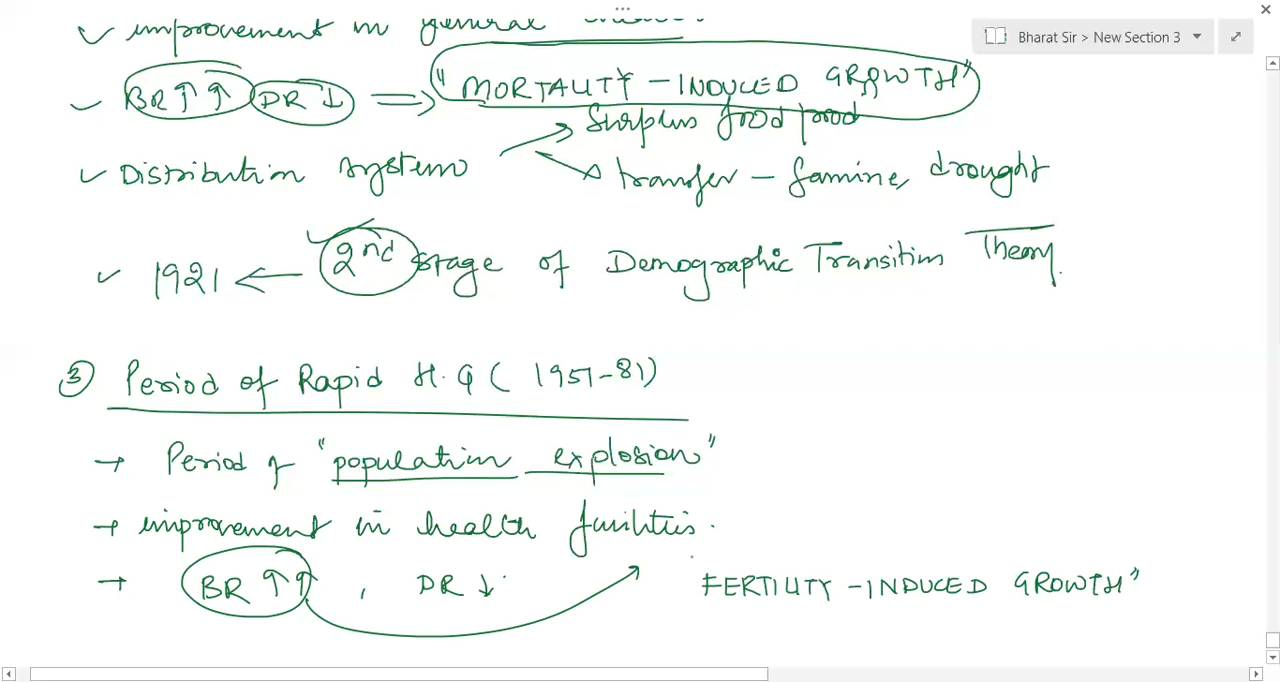 ✓ improvement in general
✓ BR↑↑ DR↓ ⇒ "MORTALITY - INDUCED GROWTH"
✓ Distribution system → Surplus food prod
→ transfer - famine, drought
✓ 1921 ← 2nd stage of Demographic Transition Theory.
③ Period of Rapid H.G ( 1951-81)
→ Period of "population explosion"
→ improvement in health facilities.
→ BR ↑↑, DR ↓ FERTILITY - INDUCED GROWTH"
Bharat Sir > New Section 3